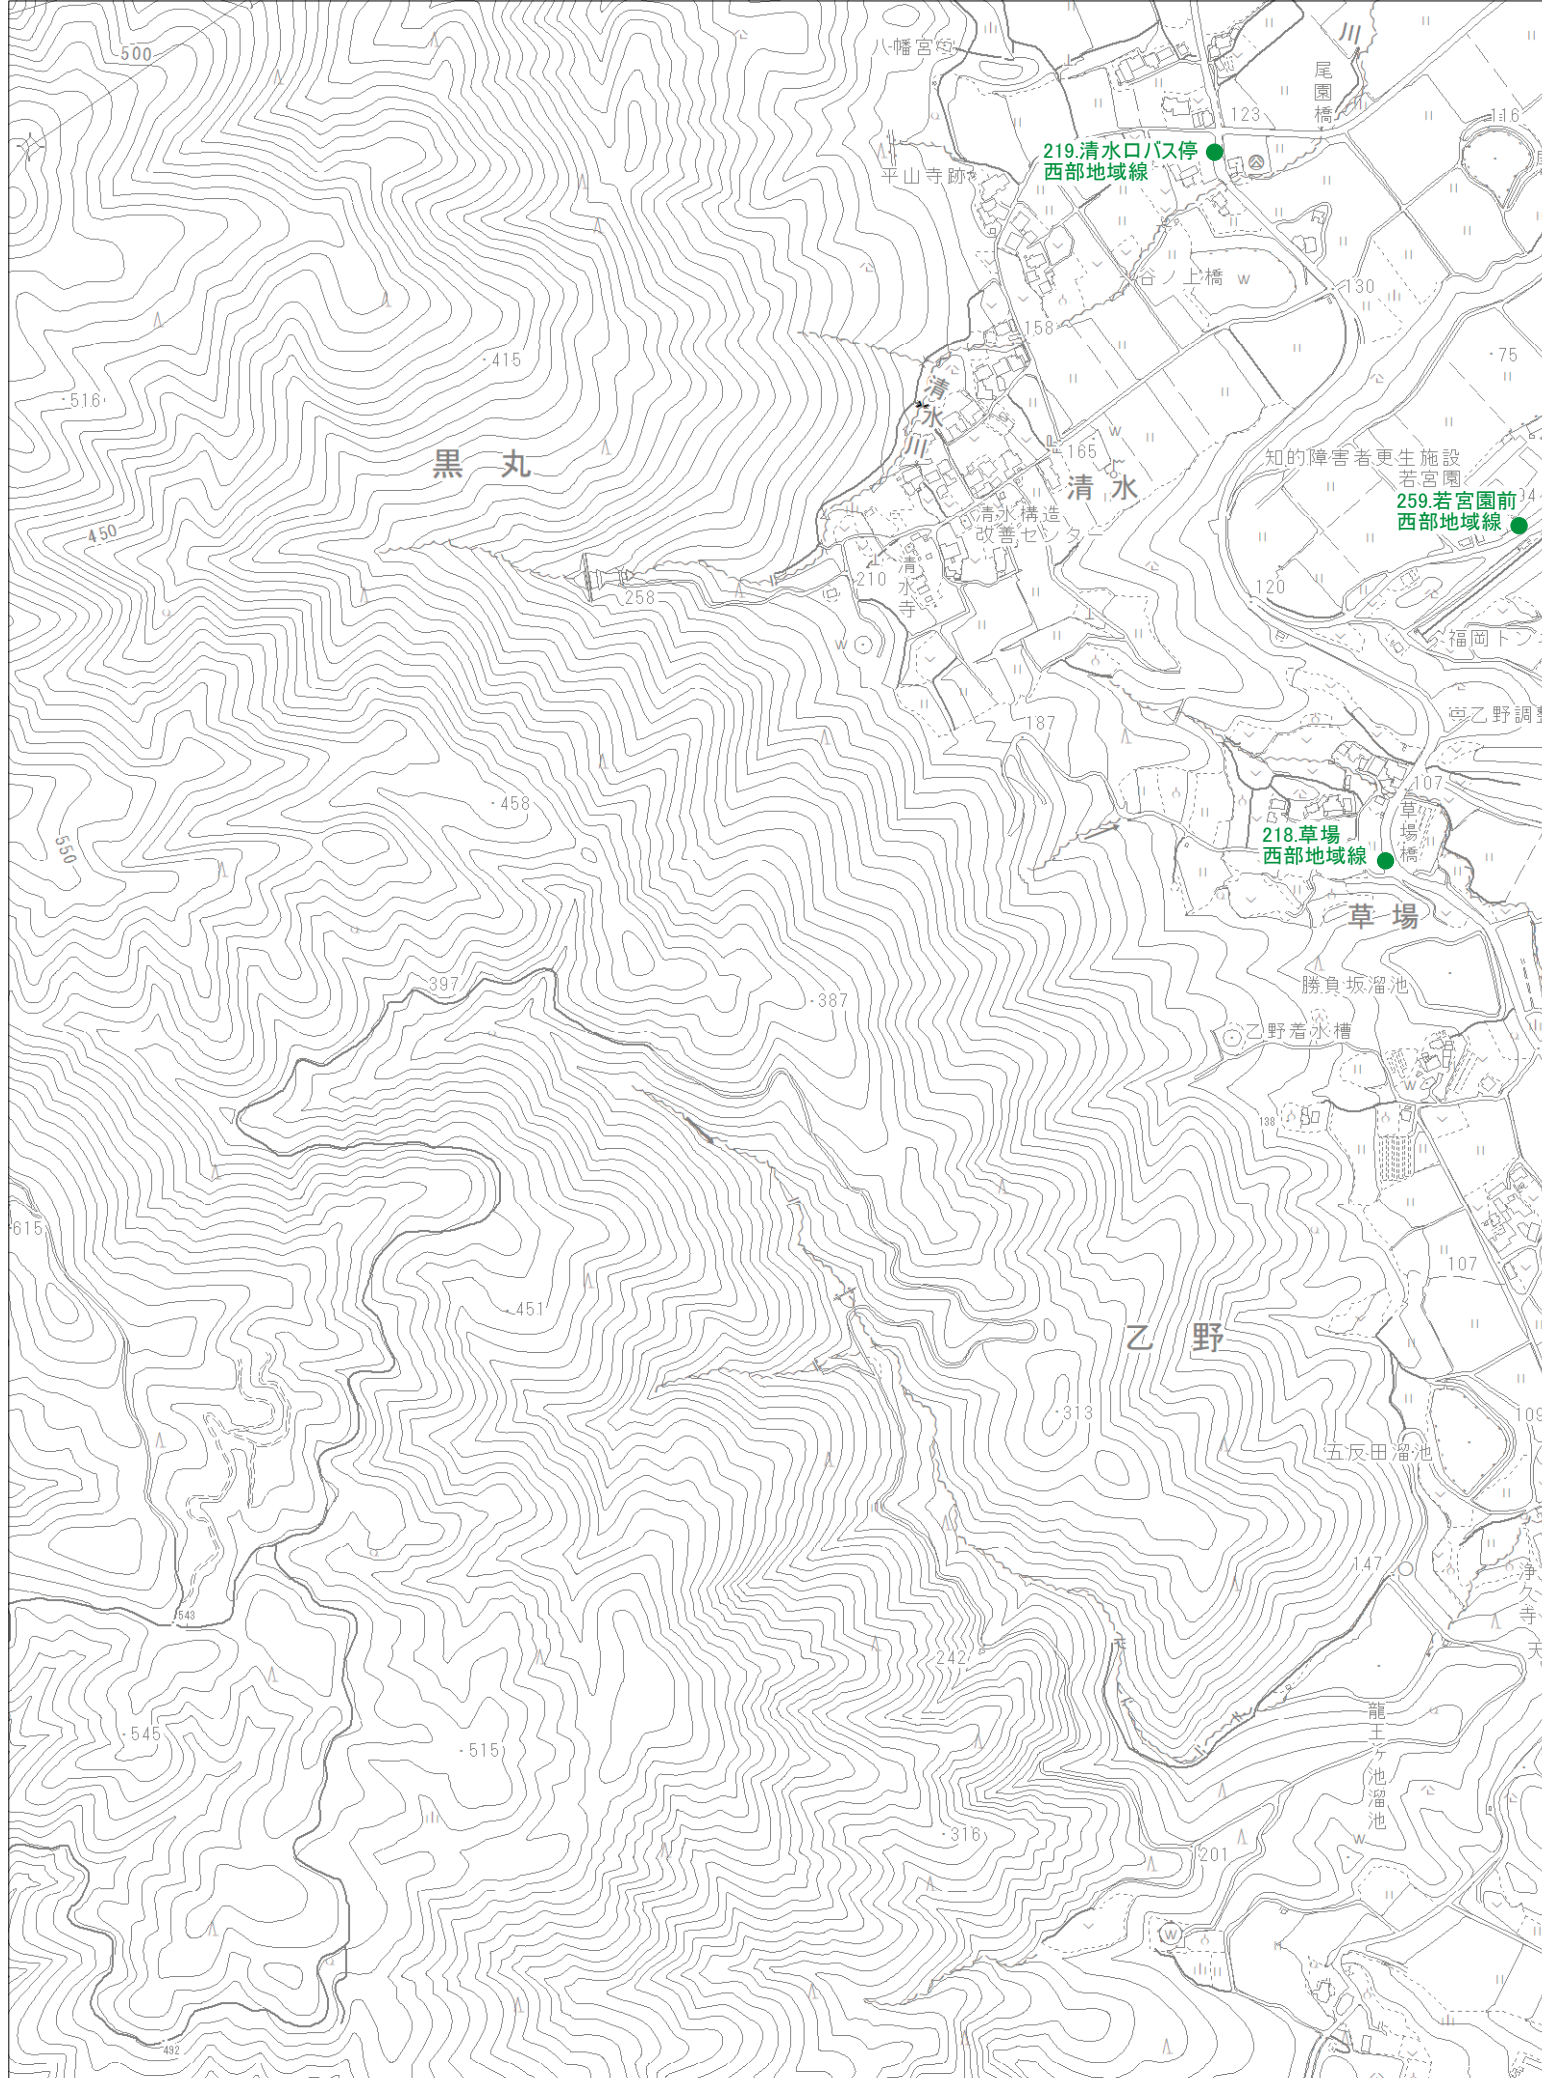 500
八幡宮
川
尾園橋
123
116
219.清水口バス停
西部地域線
平山寺跡
谷ノ上橋
W
130
158
415
75
516
清水川
黒丸
165
W
清水
知的障害者更生施設
若宮園
94
259.若宮園前
西部地域線
清水構造
改善センター
450
清水寺
210
258
120
W
福岡トン
187
乙野調整
107
草場橋
458
550
218.草場
西部地域線
草場
397
387
勝負坂溜池
乙野着水槽
W
138
615
107
451
乙野
313
109
五反田溜池
147
浄久寺
543
天
242
龍王ヶ池溜池
545
515
316
W
201
W
492